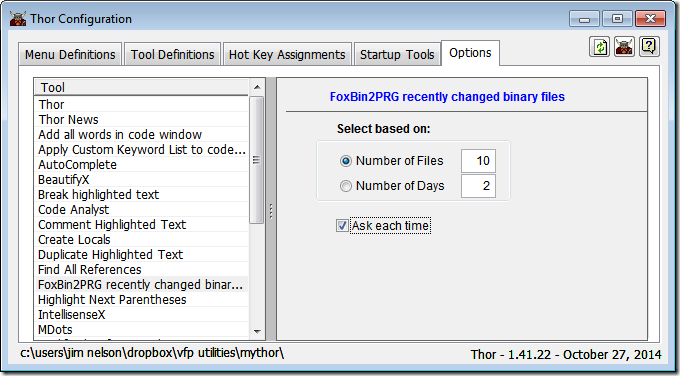 Thor Configuration
Menu Definitions Tool Definitions Hot Key Assignments Startup Tools Options
Tool
Thor
Thor News
Add all words in code window
Apply Custom Keyword List to code...
AutoComplete
BeautifyX
Break highlighted text
Code Analyst
Comment Highlighted Text
Create Locals
Duplicate Highlighted Text
Find All References
FoxBin2PRG recently changed binar...
Highlight Next Parentheses
IntellisenseX
MDots
FoxBin2PRG recently changed binary files
Select based on:
Number of Files 10
Number of Days 2
Ask each time
c:\users\jim nelson\dropbox\vfp utilities\mythor\
Thor - 1.41.22 - October 27, 2014